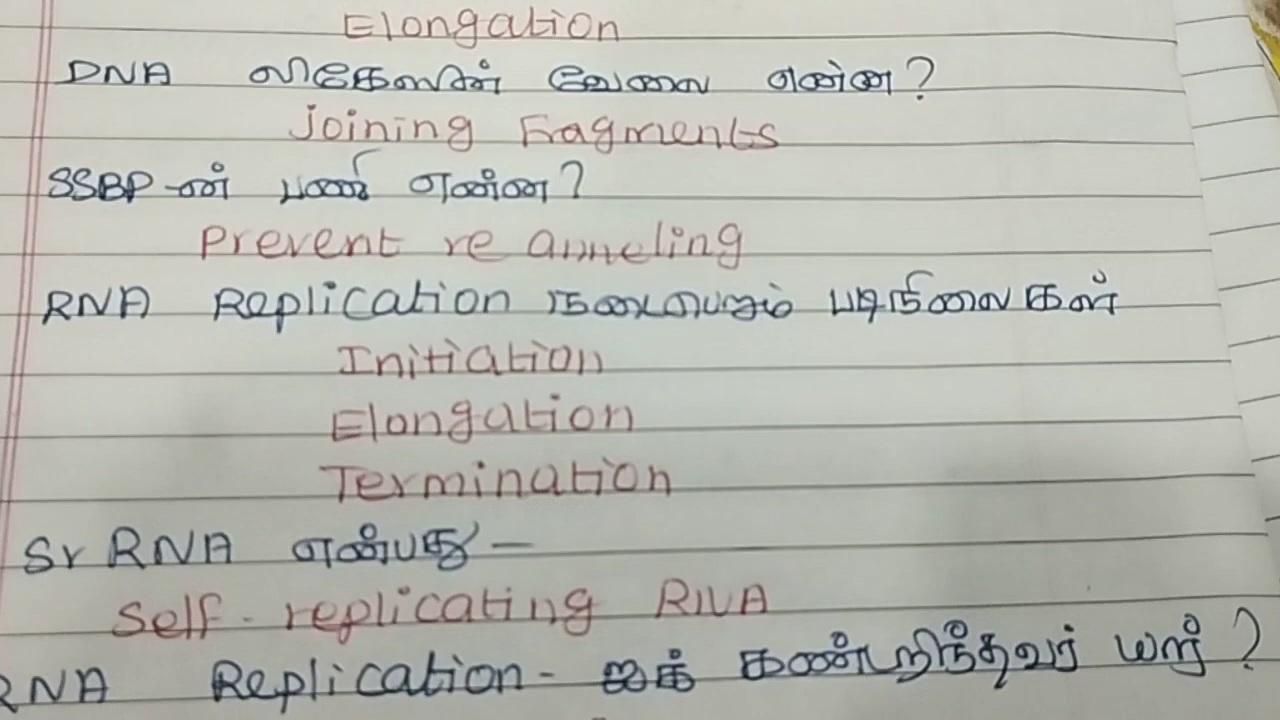 Elongation
DNA லிகேஸின் வேலை என்ன?
Joining Fragments
SSBP-ன் பணி என்ன?
Prevent re anneling
RNA Replication நடைபெறும் படிநிலைகள்
Initiation
Elongation
Termination
Sr RNA என்பது -
Self-replicating RNA
RNA Replication - ஐக் கண்டறிந்தவர் யார்?